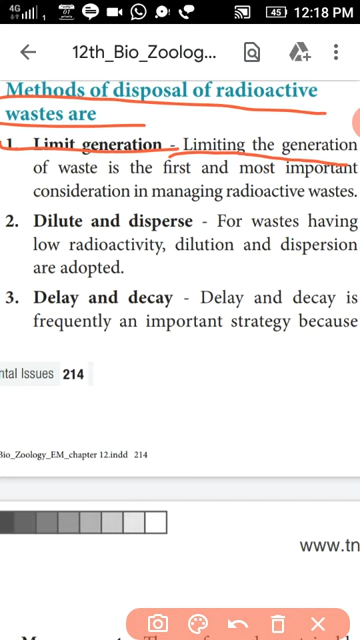 4G
45 12:18 PM
12th_Bio_Zoolog...
Methods of disposal of radioactive
wastes are
1. Limit generation - Limiting the generation
of waste is the first and most important
consideration in managing radioactive wastes.
2. Dilute and disperse - For wastes having
low radioactivity, dilution and dispersion
are adopted.
3. Delay and decay - Delay and decay is
frequently an important strategy because
ntal Issues 214
Bio_Zoology_EM_chapter 12.indd 214
www.tn